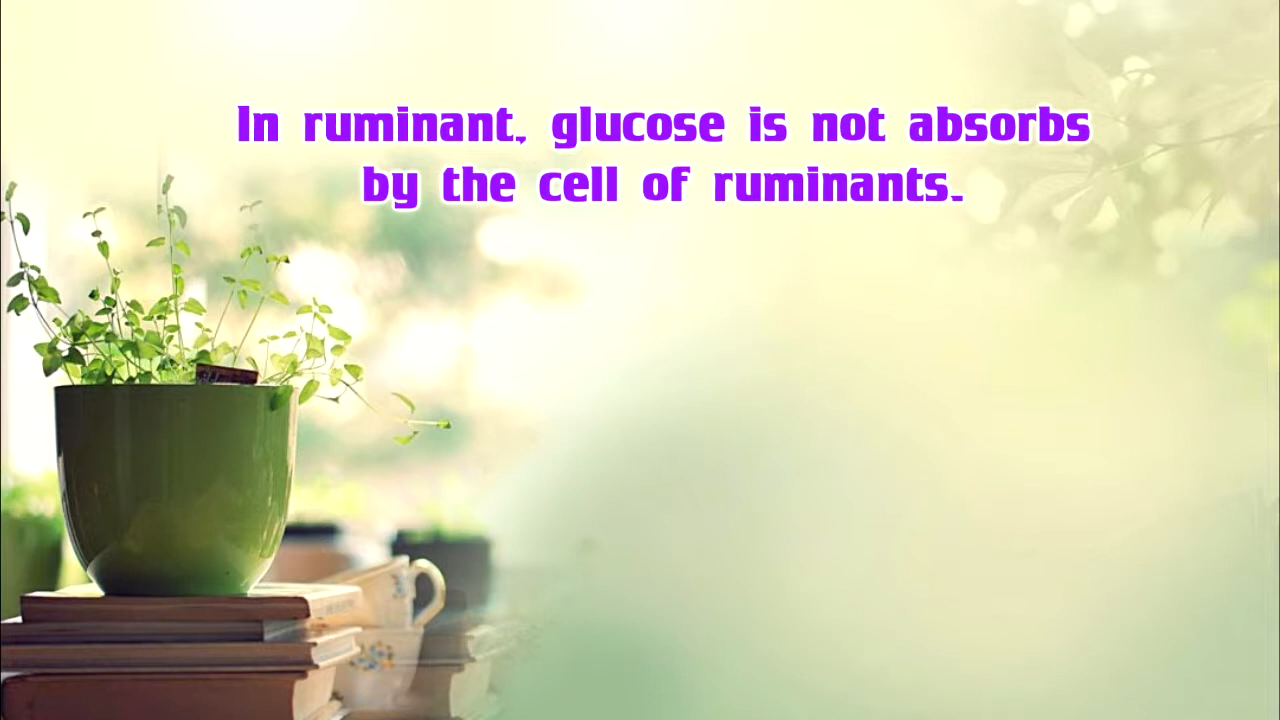 In ruminant, glucose is not absorbs
by the cell of ruminants.